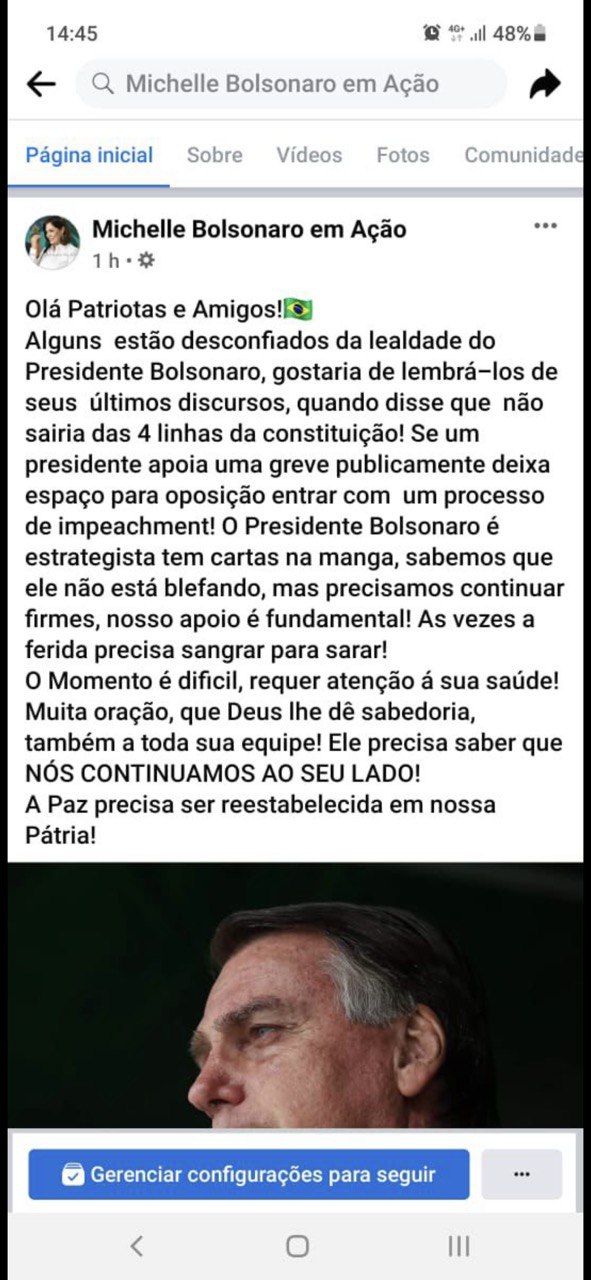 14:45
4G+ 48%
Michelle Bolsonaro em Ação
Página inicial Sobre Vídeos Fotos Comunidade
Michelle Bolsonaro em Ação
1 h •
Olá Patriotas e Amigos!🇧🇷
Alguns  estão desconfiados da lealdade do
Presidente Bolsonaro, gostaria de lembrá–los de
seus  últimos discursos, quando disse que  não
sairia das 4 linhas da constituição! Se um
presidente apoia uma greve publicamente deixa
espaço para oposição entrar com  um processo
de impeachment! O Presidente Bolsonaro é
estrategista tem cartas na manga, sabemos que
ele não está blefando, mas precisamos continuar
firmes, nosso apoio é fundamental! As vezes a
ferida precisa sangrar para sarar!
O Momento é dificil, requer atenção á sua saúde!
Muita oração, que Deus lhe dê sabedoria,
também a toda sua equipe! Ele precisa saber que
NÓS CONTINUAMOS AO SEU LADO!
A Paz precisa ser reestabelecida em nossa
Pátria!
Gerenciar configurações para seguir